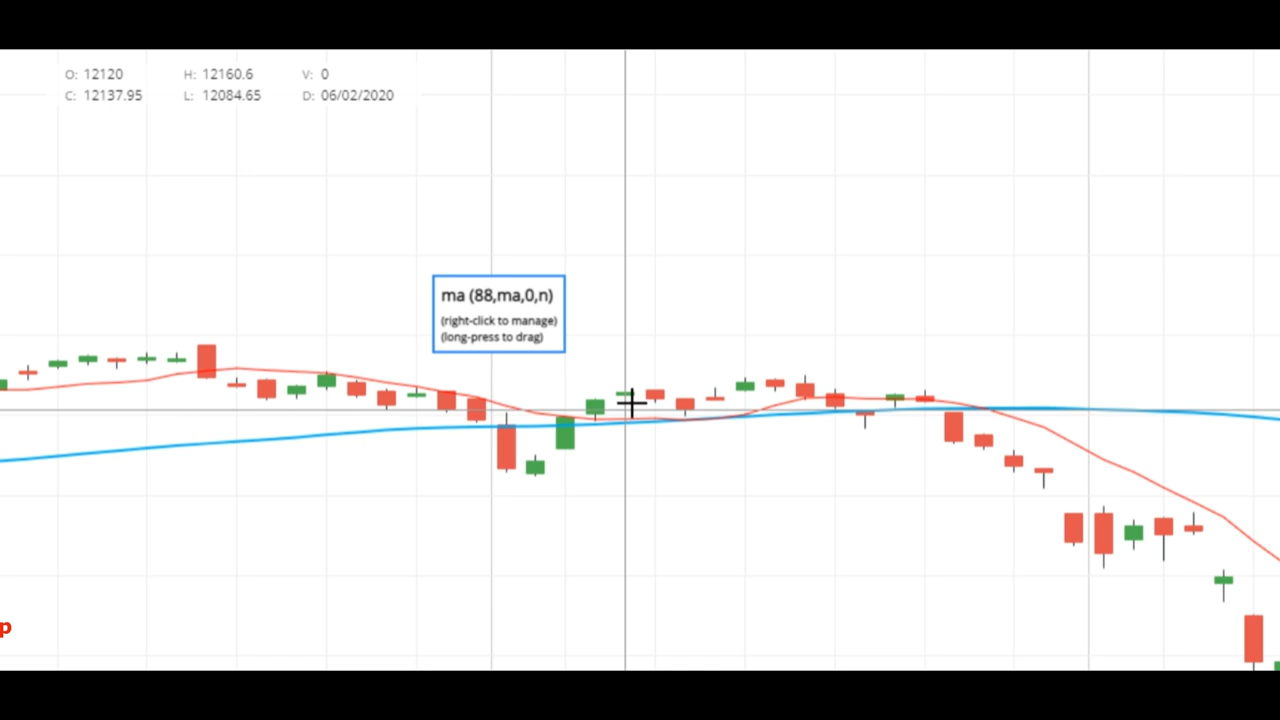 O: 12120 H: 12160.6 V: 0
C: 12137.95 L: 12084.65 D: 06/02/2020
ma (88,ma,0,n)
(right-click to manage)
(long-press to drag)
p